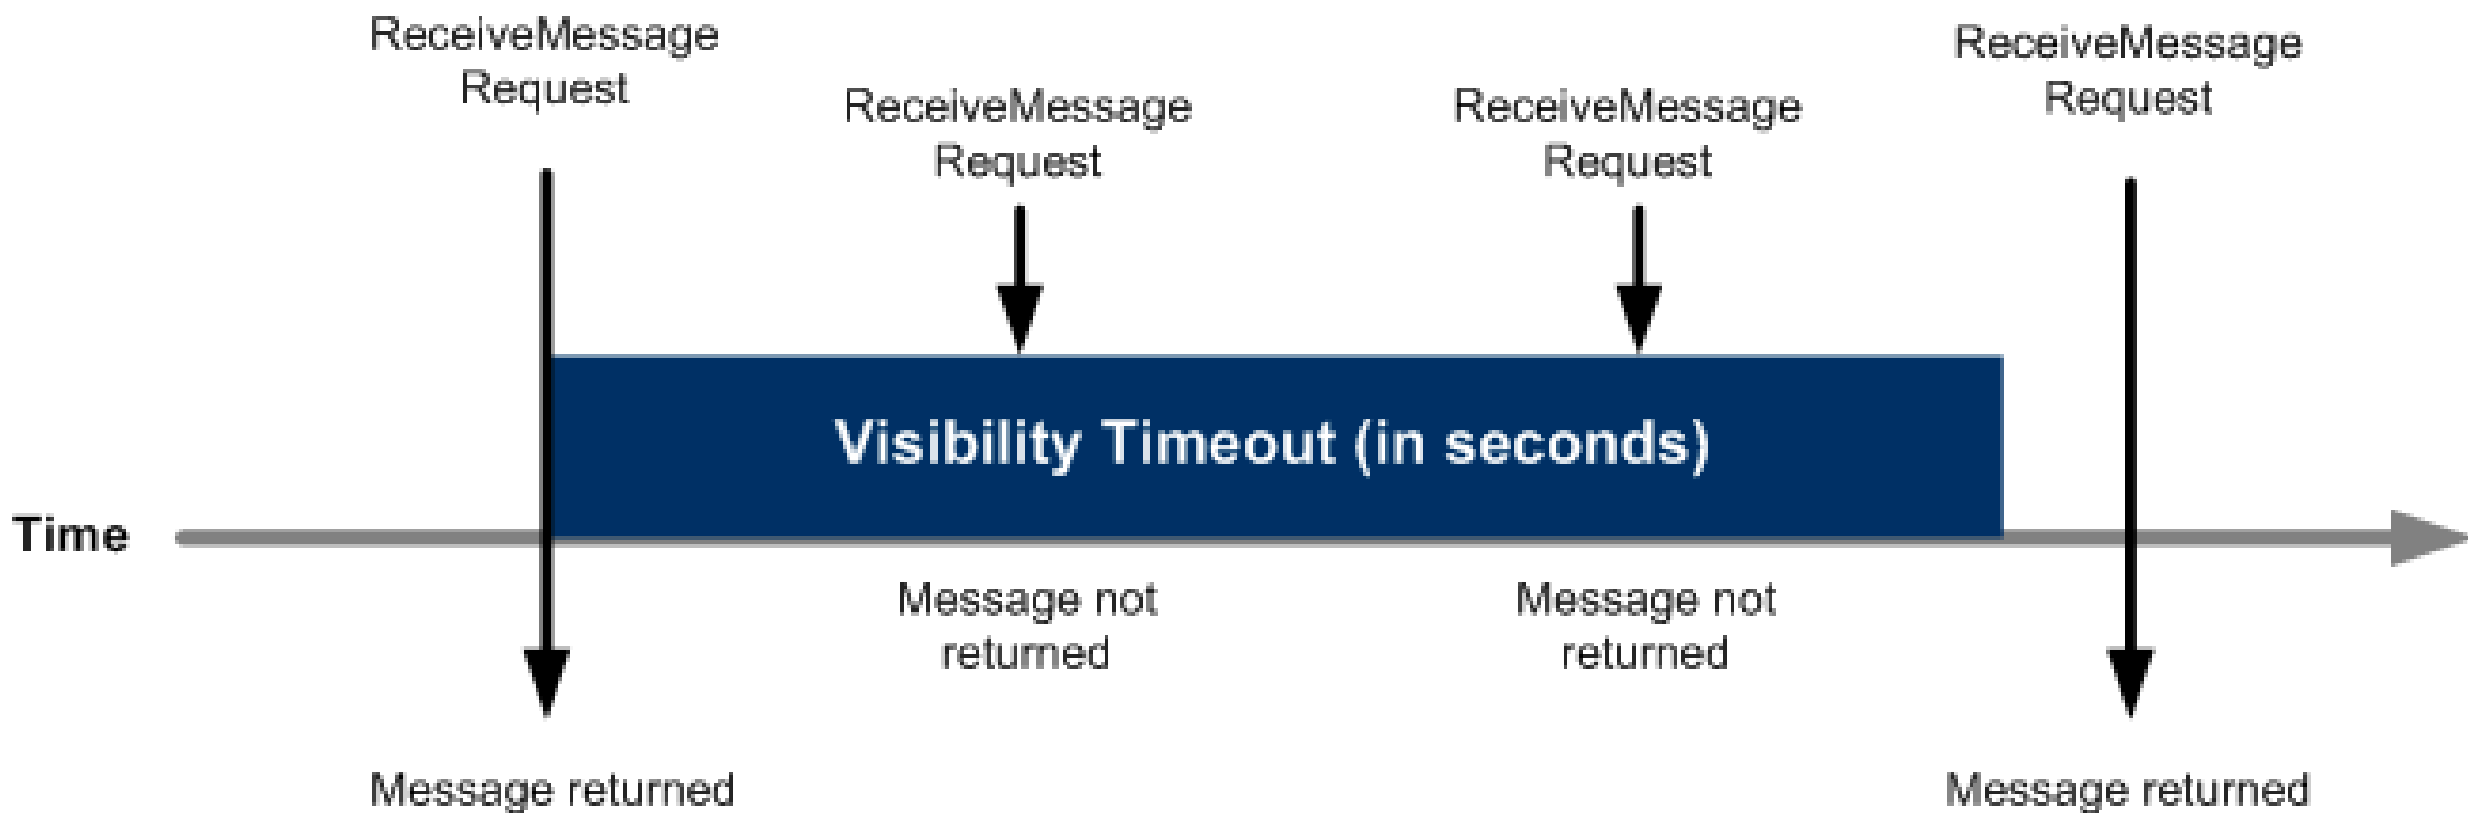 ReceiveMessage
Request
ReceiveMessage
Request
ReceiveMessage
Request
ReceiveMessage
Request
Visibility Timeout (in seconds)
Time
Message not
returned
Message not
returned
Message returned
Message returned